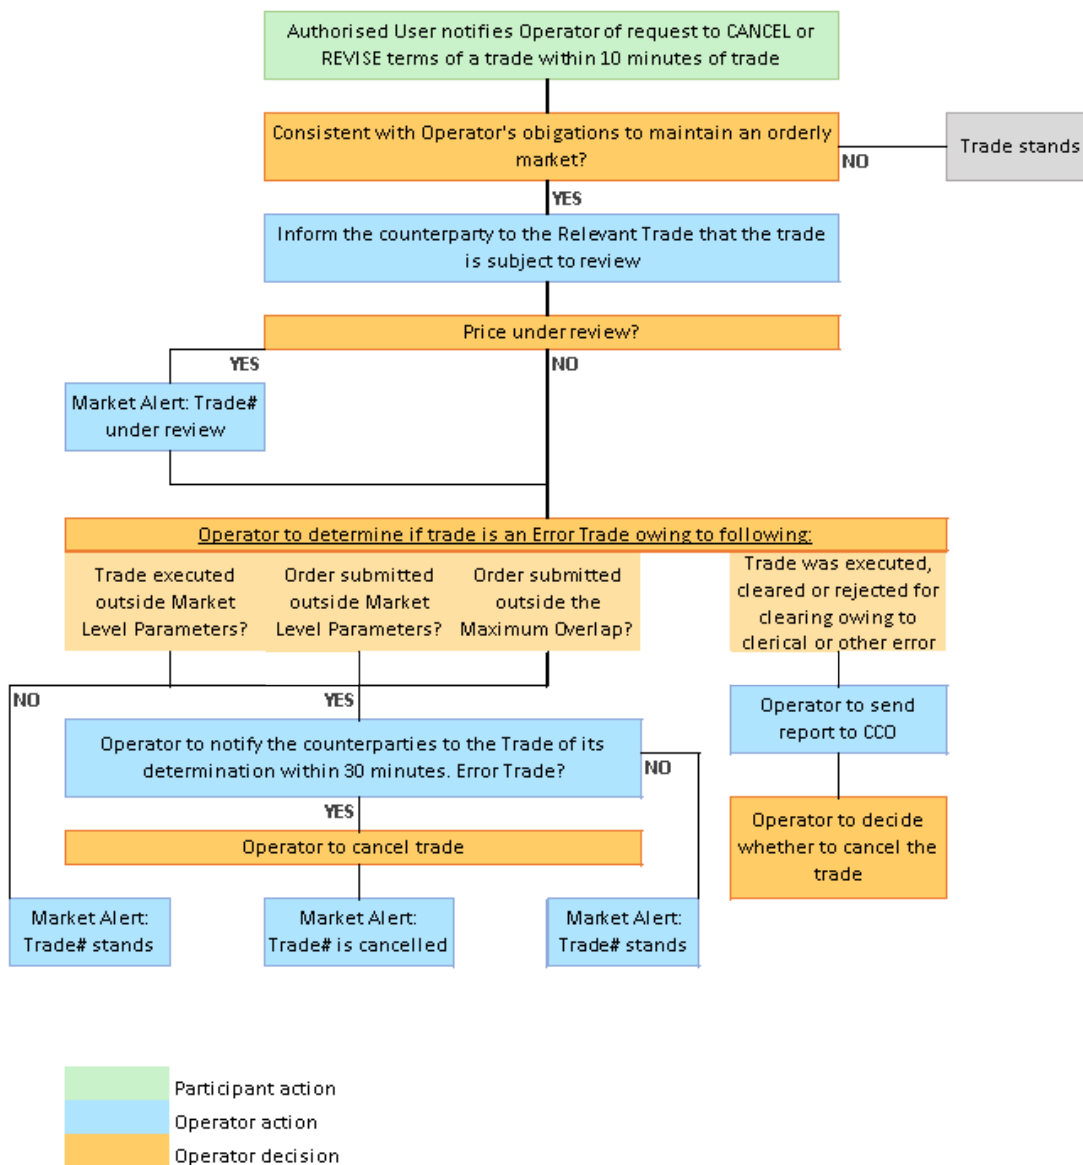 Authorised User notifies Operator of request to CANCEL or
REVISE terms of a trade within 10 minutes of trade
Consistent with Operator's obigations to maintain an orderly
market?
NO
Trade stands
YES
Inform the counterparty to the Relevant Trade that the trade
is subject to review
Price under review?
YES
NO
Market Alert: Trade#
under review
Operator to determine if trade is an Error Trade owing to following:
Trade executed
outside Market
Level Parameters?
Order submitted
outside Market
Level Parameters?
Order submitted
outside the
Maximum Overlap?
Trade was executed,
cleared or rejected for
clearing owing to
clerical or other error
NO
YES
Operator to send
report to CCO
Operator to notify the counterparties to the Trade of its
determination within 30 minutes. Error Trade?
NO
YES
Operator to cancel trade
Operator to decide
whether to cancel the
trade
Market Alert:
Trade# stands
Market Alert:
Trade# is cancelled
Market Alert:
Trade# stands
Participant action
Operator action
Operator decision